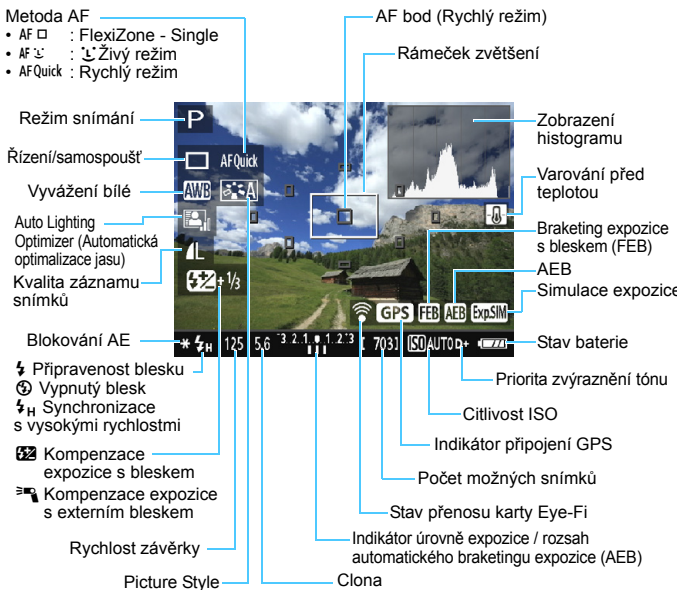 Metoda AF
• AF □ : FlexiZone - Single
• AF : Živý režim
• AFQuick : Rychlý režim
AF bod (Rychlý režim)
Rámeček zvětšení
Režim snímání
Řízení/samospoušť
Vyvážení bílé
Auto Lighting
Optimizer (Automatická
optimalizace jasu)
Kvalita záznamu
snímků
Blokování AE
Připravenost blesku
Vypnutý blesk
H Synchronizace
s vysokými rychlostmi
Kompenzace
expozice s bleskem
Kompenzace expozice
s externím bleskem
Rychlost závěrky
Picture Style
P
AFQuick
AWB
A
L
+1/3
GPS FEB AEB Exp.SIM
H 125 5.6 3..2..1..0..1..2..3 [ 703] ISO AUTO D+
Zobrazení
histogramu
Varování před
teplotou
Braketing expozice
s bleskem (FEB)
AEB
Simulace expozice
Stav baterie
Priorita zvýraznění tónu
Citlivost ISO
Indikátor připojení GPS
Počet možných snímků
Stav přenosu karty Eye-Fi
Indikátor úrovně expozice / rozsah
automatického braketingu expozice (AEB)
Clona